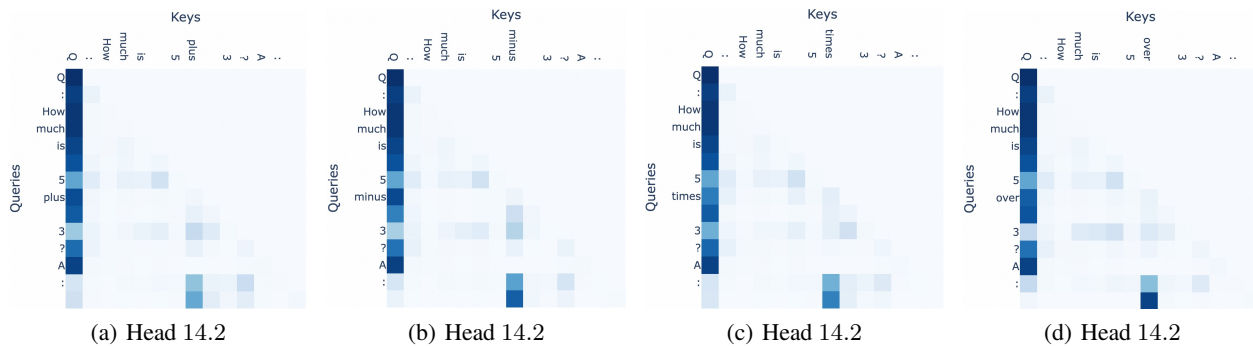 Keys
Q : How much is 5 plus 3 ? A :
Queries
Q
:
How
much
is
5
plus
3
?
A
:
(a) Head 14.2
Keys
Q : How much is 5 minus 3 ? A :
Queries
Q
:
How
much
is
5
minus
3
?
A
:
(b) Head 14.2
Keys
Q : How much is 5 times 3 ? A :
Queries
Q
:
How
much
is
5
times
3
?
A
:
(c) Head 14.2
Keys
Q : How much is 5 over 3 ? A :
Queries
Q
:
How
much
is
5
over
3
?
A
:
(d) Head 14.2